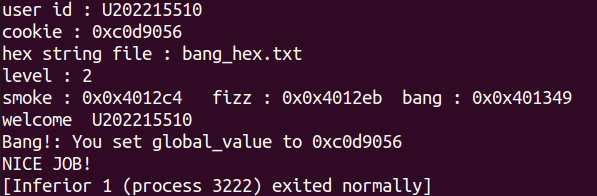 user id : U202215510
cookie : 0xc0d9056
hex string file : bang_hex.txt
level : 2
smoke : 0x0x4012c4   fizz : 0x0x4012eb  bang : 0x0x401349
welcome  U202215510
Bang!: You set global_value to 0xc0d9056
NICE JOB!
[Inferior 1 (process 3222) exited normally]